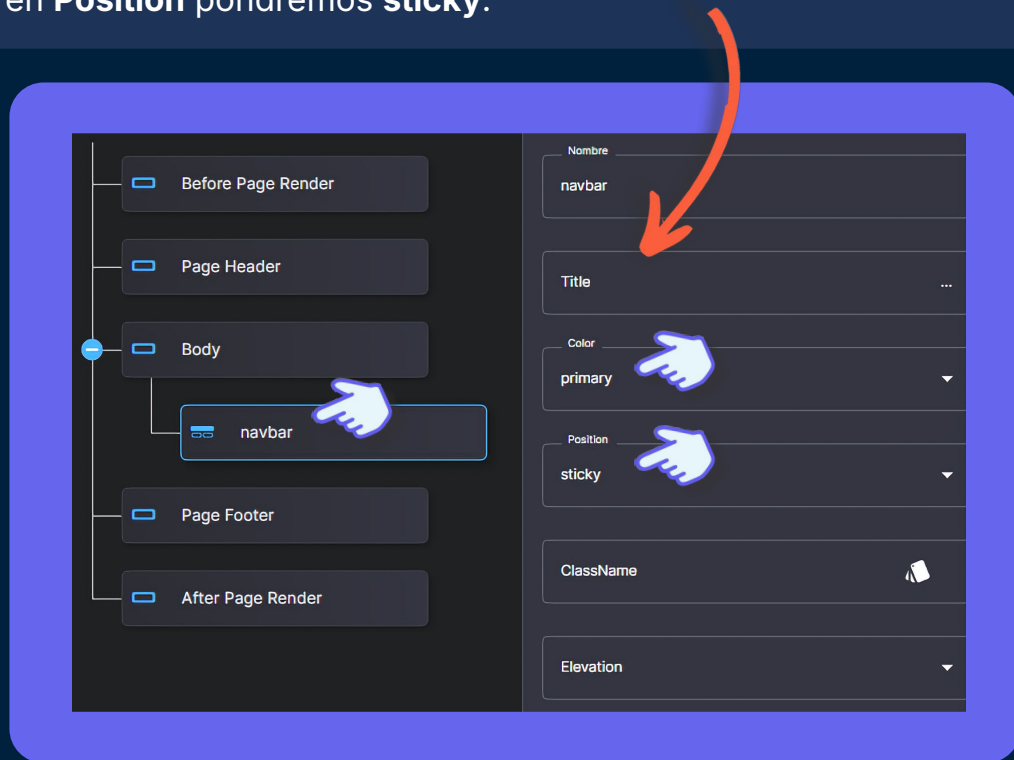 en Position pondremos sticky.
Before Page Render
Page Header
Body
navbar
Page Footer
After Page Render
Nombre
navbar
Title
...
Color
primary
Position
sticky
ClassName
Elevation